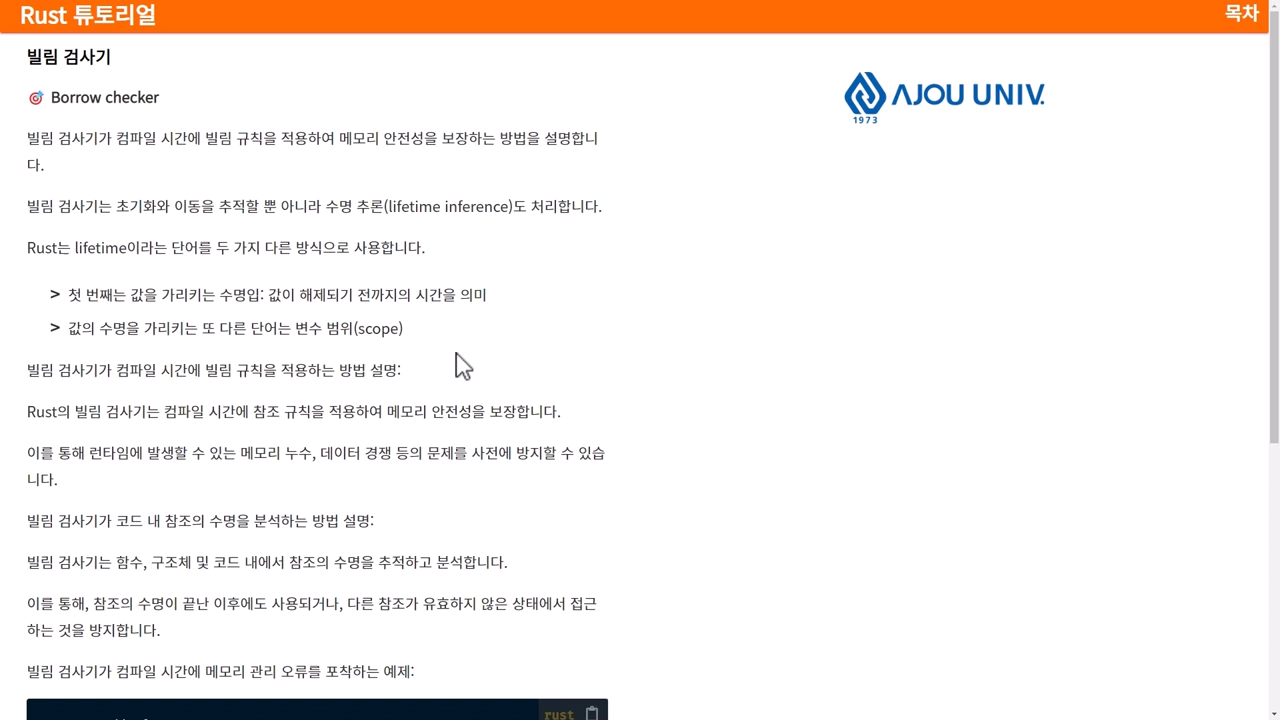 Rust 튜토리얼
목차
빌림 검사기
🎯 Borrow checker
빌림 검사기가 컴파일 시간에 빌림 규칙을 적용하여 메모리 안전성을 보장하는 방법을 설명합니
다.
빌림 검사기는 초기화와 이동을 추적할 뿐 아니라 수명 추론(lifetime inference)도 처리합니다.
Rust는 lifetime이라는 단어를 두 가지 다른 방식으로 사용합니다.
> 첫 번째는 값을 가리키는 수명입: 값이 해제되기 전까지의 시간을 의미
> 값의 수명을 가리키는 또 다른 단어는 변수 범위(scope)
빌림 검사기가 컴파일 시간에 빌림 규칙을 적용하는 방법 설명:
Rust의 빌림 검사기는 컴파일 시간에 참조 규칙을 적용하여 메모리 안전성을 보장합니다.
이를 통해 런타임에 발생할 수 있는 메모리 누수, 데이터 경쟁 등의 문제를 사전에 방지할 수 있습
니다.
빌림 검사기가 코드 내 참조의 수명을 분석하는 방법 설명:
빌림 검사기는 함수, 구조체 및 코드 내에서 참조의 수명을 추적하고 분석합니다.
이를 통해, 참조의 수명이 끝난 이후에도 사용되거나, 다른 참조가 유효하지 않은 상태에서 접근
하는 것을 방지합니다.
빌림 검사기가 컴파일 시간에 메모리 관리 오류를 포착하는 예제:
rust
AJOU UNIV.
1973